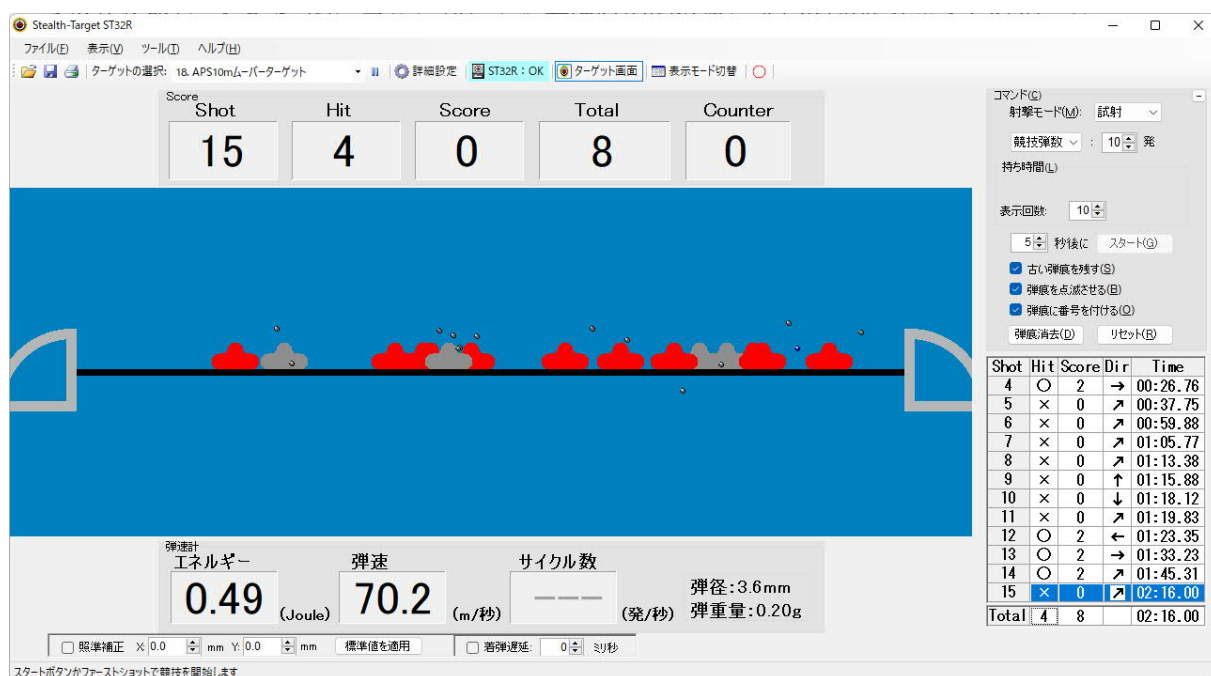 Stealth-Target ST32R
ファイル(F) 表示(V) ツール(T) ヘルプ(H)
ターゲットの選択: 18. APS10mムーバーターゲット 詳細設定 ST32R:OK ターゲット画面 表示モード切替
Score
Shot Hit Score Total Counter
15 4 0 8 0
弾速計
エネルギー 弾速 サイクル数
0.49 (Joule) 70.2 (m/秒) --- (発/秒)
弾径:3.6mm
弾重量:0.20g
照準補正 X: 0.0 mm Y: 0.0 mm 標準値を適用 着弾遅延: 0 ミリ秒
スタートボタンかファーストショットで競技を開始します
コマンド(C)
射撃モード(M): 試射
競技弾数 : 10 発
持ち時間(L)
表示回数: 10
5 秒後に スタート(G)
古い弾痕を残す(S)
弾痕を点滅させる(B)
弾痕に番号を付ける(O)
弾痕消去(D) リセット(R)
Shot Hit Score Dir Time
4 ○ 2 → 00:26.76
5 × 0 ↗ 00:37.75
6 × 0 ↗ 00:59.88
7 × 0 ↗ 01:05.77
8 × 0 ↗ 01:13.38
9 × 0 ↑ 01:15.88
10 × 0 ↓ 01:18.12
11 × 0 ↗ 01:19.83
12 ○ 2 ← 01:23.35
13 ○ 2 → 01:33.23
14 ○ 2 ↗ 01:45.31
15 × 0 ↗ 02:16.00
Total 4 8 02:16.00